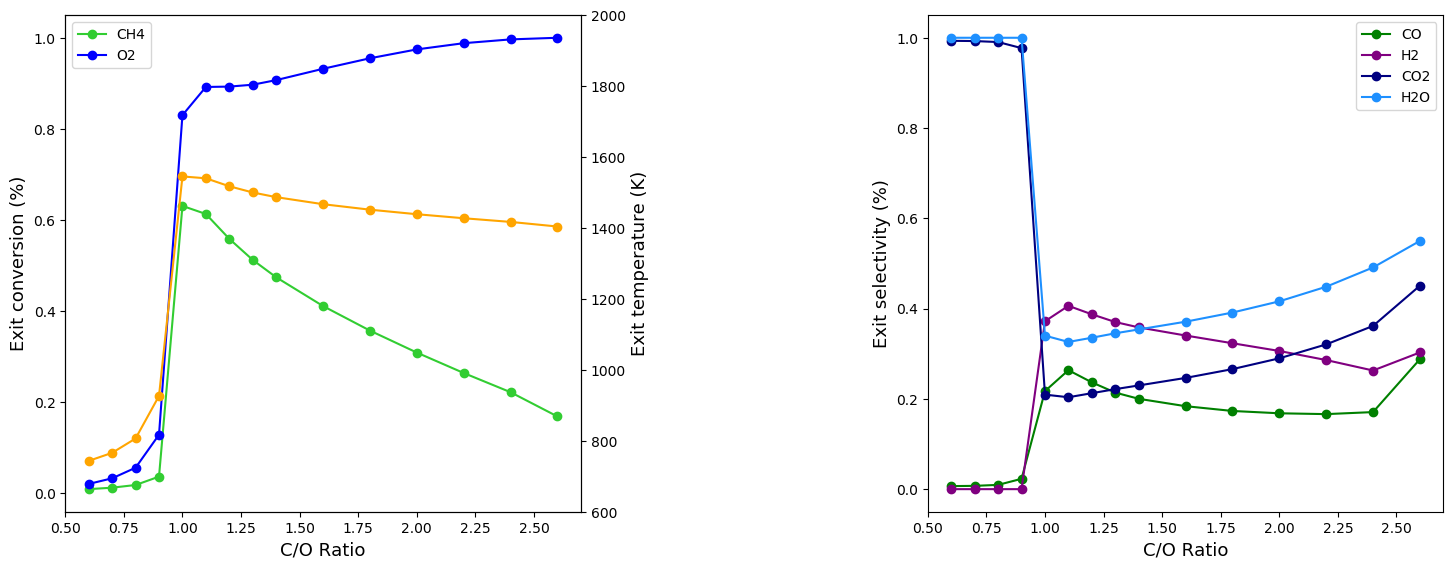 CH4
O2
Exit conversion (%)
1.0
0.8
0.6
0.4
0.2
0.0
0.50 0.75 1.00 1.25 1.50 1.75 2.00 2.25 2.50
C/O Ratio
2000
1800
1600
1400
1200
1000
800
600
Exit temperature (K)
CO
H2
CO2
H2O
Exit selectivity (%)
1.0
0.8
0.6
0.4
0.2
0.0
0.50 0.75 1.00 1.25 1.50 1.75 2.00 2.25 2.50
C/O Ratio